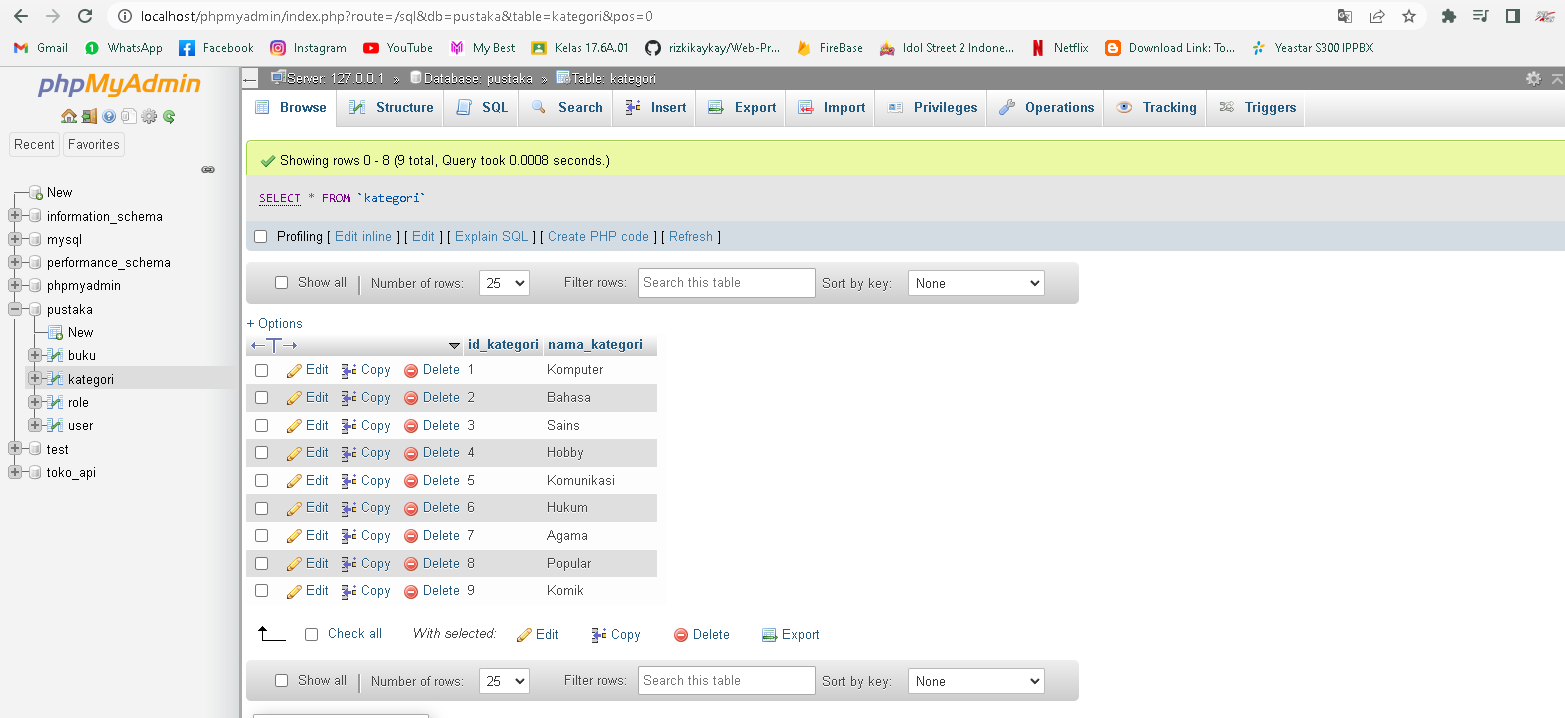 localhost/phpmyadmin/index.php?route=/sql&db=pustaka&table=kategori&pos=0
Gmail WhatsApp Facebook Instagram YouTube My Best Kelas 17.6A.01 rizkikaykay/Web-Pr... FireBase Idol Street 2 Indone... Netflix Download Link: To... Yeastar S300 IPPBX
phpMyAdmin
Recent Favorites
New
information_schema
mysql
performance_schema
phpmyadmin
pustaka
New
buku
kategori
role
user
test
toko_api
Server: 127.0.0.1 » Database: pustaka » Table: kategori
Browse Structure SQL Search Insert Export Import Privileges Operations Tracking Triggers
Showing rows 0 - 8 (9 total, Query took 0.0008 seconds.)
SELECT * FROM `kategori`
Profiling [ Edit inline ] [ Edit ] [ Explain SQL ] [ Create PHP code ] [ Refresh ]
Show all | Number of rows: 25 Filter rows: Search this table Sort by key: None
+ Options
←T→ id_kategori nama_kategori
Edit Copy Delete 1 Komputer
Edit Copy Delete 2 Bahasa
Edit Copy Delete 3 Sains
Edit Copy Delete 4 Hobby
Edit Copy Delete 5 Komunikasi
Edit Copy Delete 6 Hukum
Edit Copy Delete 7 Agama
Edit Copy Delete 8 Popular
Edit Copy Delete 9 Komik
Check all With selected: Edit Copy Delete Export
Show all | Number of rows: 25 Filter rows: Search this table Sort by key: None